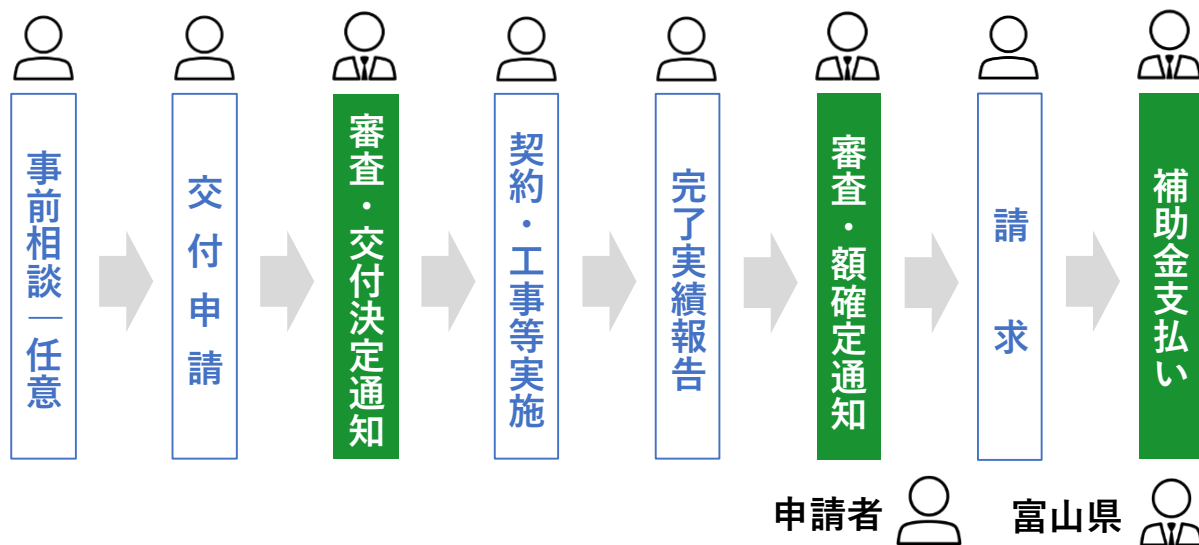 事前相談｜任意
交付申請
審査・交付決定通知
契約・工事等実施
完了実績報告
審査・額確定通知
請求
補助金支払い
申請者
富山県